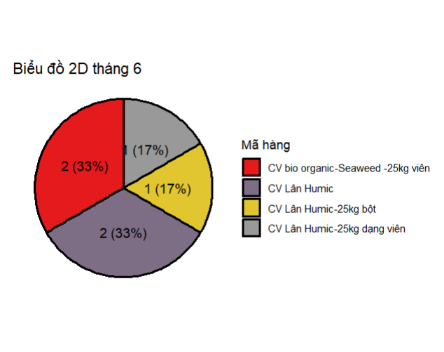 Biểu đồ 2D tháng 6
1 (17%)
2 (33%)
1 (17%)
2 (33%)
Mã hàng
CV bio organic-Seaweed -25kg viên
CV Lân Humic
CV Lân Humic-25kg bột
CV Lân Humic-25kg dạng viên